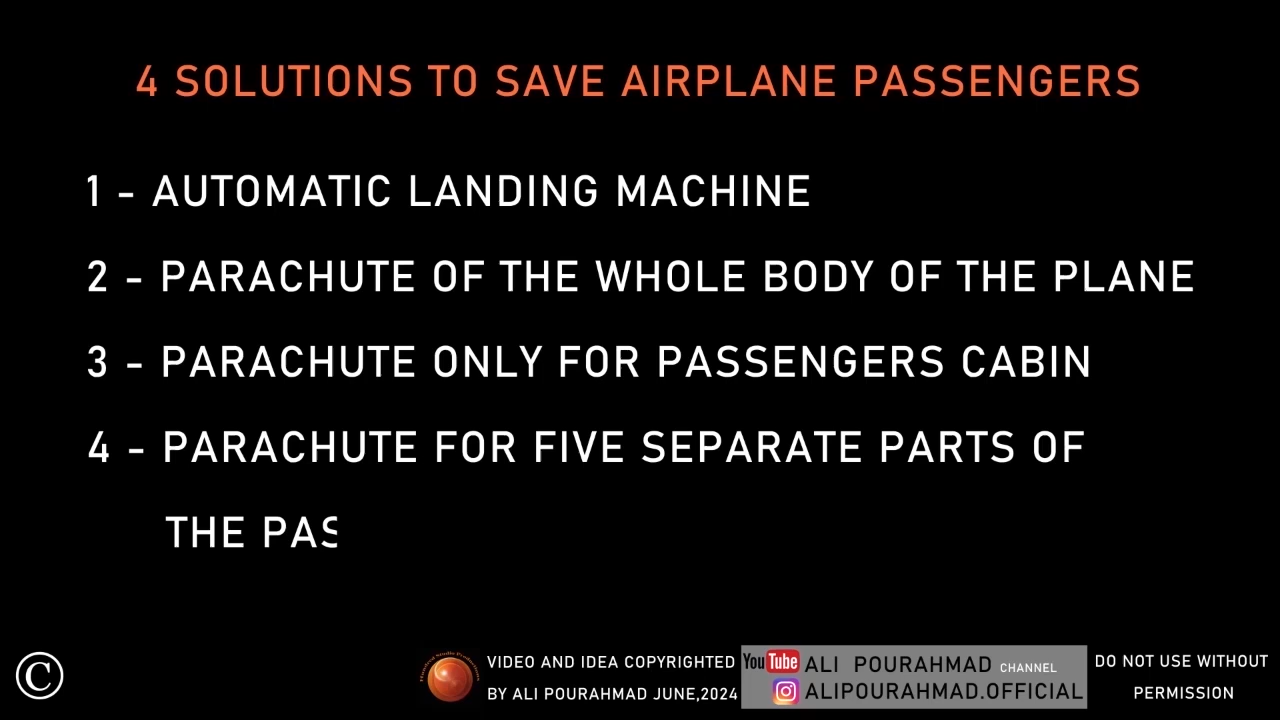 4 SOLUTIONS TO SAVE AIRPLANE PASSENGERS
1 - AUTOMATIC LANDING MACHINE
2 - PARACHUTE OF THE WHOLE BODY OF THE PLANE
3 - PARACHUTE ONLY FOR PASSENGERS CABIN
4 - PARACHUTE FOR FIVE SEPARATE PARTS OF
THE PAS
©
VIDEO AND IDEA COPYRIGHTED
BY ALI POURAHMAD JUNE,2024
YouTube ALI POURAHMAD CHANNEL
ALIPOURAHMAD.OFFICIAL
DO NOT USE WITHOUT
PERMISSION